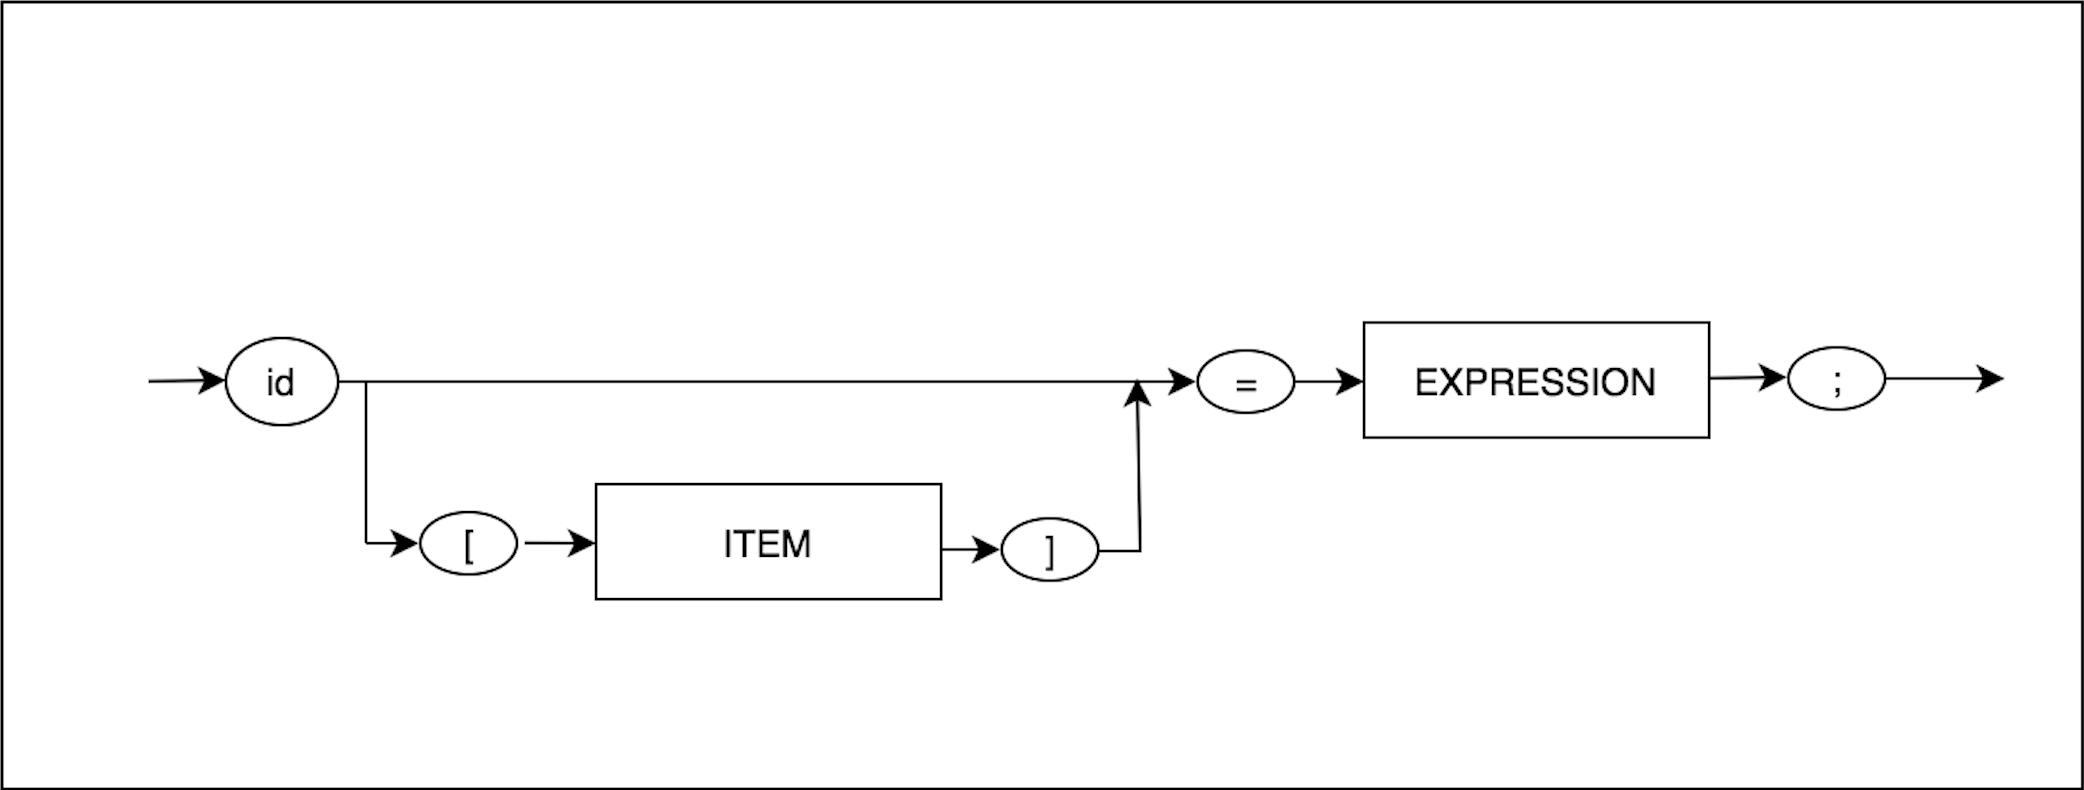 id
=
EXPRESSION
;
[
ITEM
]